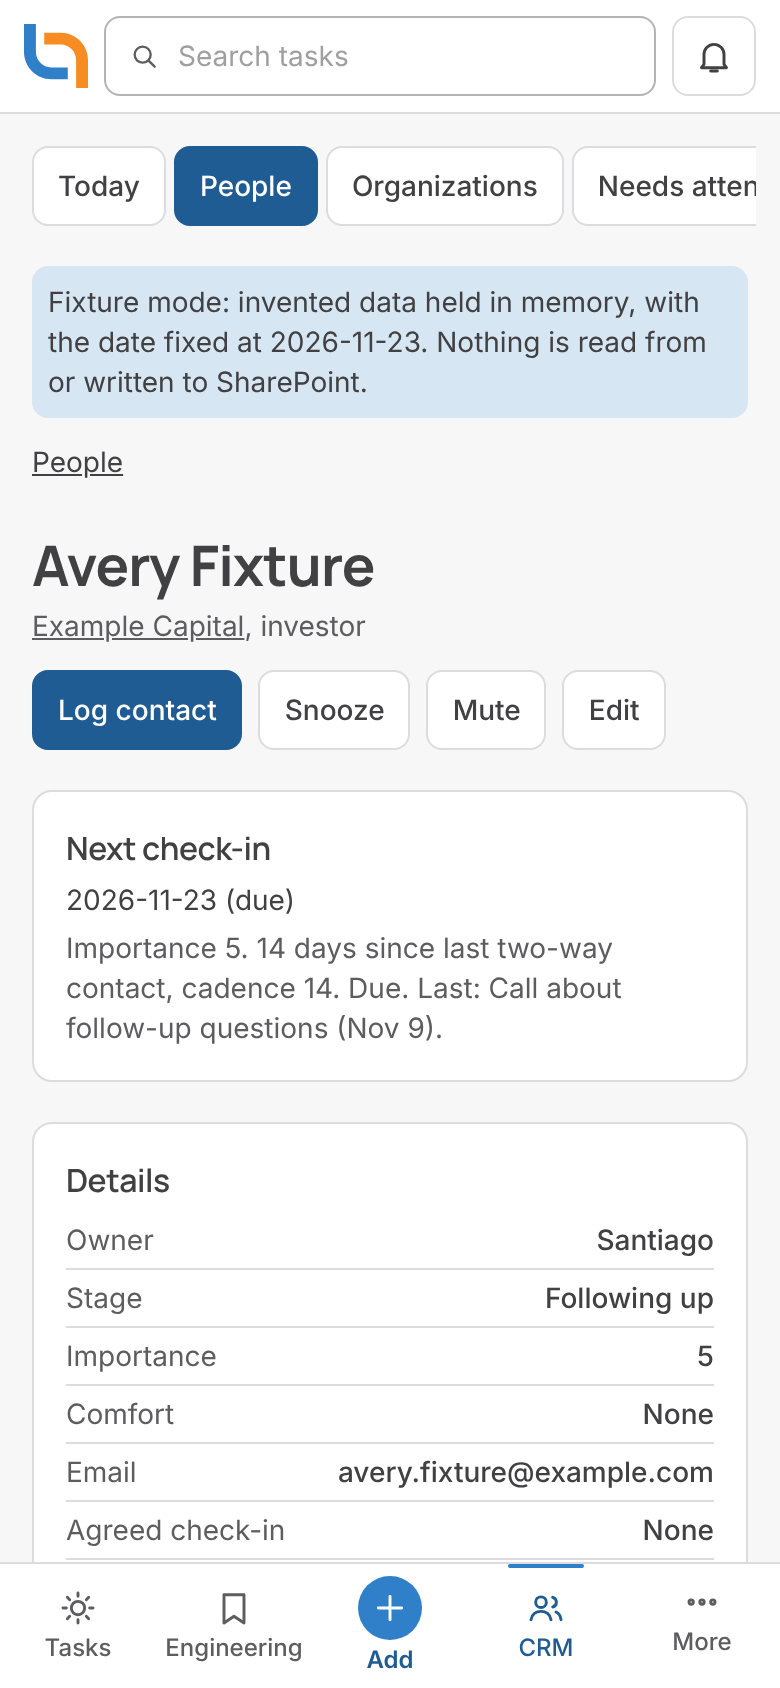 Search tasks
Today
People
Organizations
Needs atten
Fixture mode: invented data held in memory, with
the date fixed at 2026-11-23. Nothing is read from
or written to SharePoint.
People
Avery Fixture
Example Capital, investor
Log contact
Snooze
Mute
Edit
Next check-in
2026-11-23 (due)
Importance 5. 14 days since last two-way
contact, cadence 14. Due. Last: Call about
follow-up questions (Nov 9).
Details
Owner Santiago
Stage Following up
Importance 5
Comfort None
Email avery.fixture@example.com
Agreed check-in None
Tasks
Engineering
Add
CRM
More